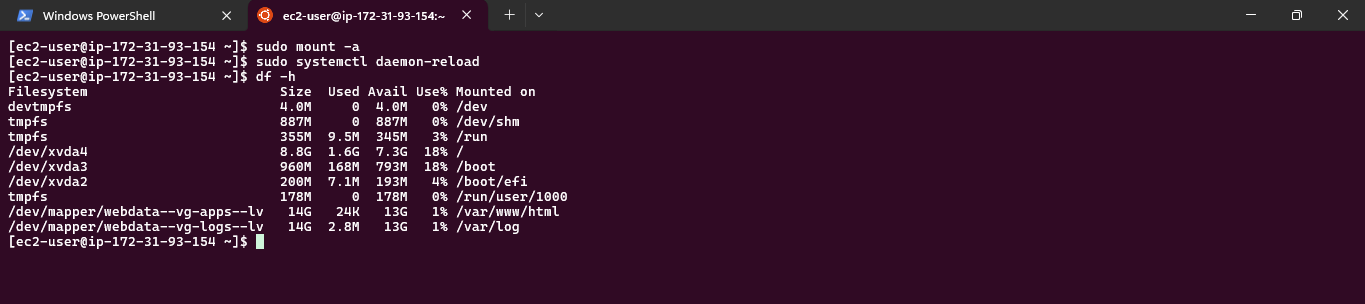 Windows PowerShell
ec2-user@ip-172-31-93-154:~
[ec2-user@ip-172-31-93-154 ~]$ sudo mount -a
[ec2-user@ip-172-31-93-154 ~]$ sudo systemctl daemon-reload
[ec2-user@ip-172-31-93-154 ~]$ df -h
Filesystem                        Size  Used Avail Use% Mounted on
devtmpfs                          4.0M     0  4.0M   0% /dev
tmpfs                             887M     0  887M   0% /dev/shm
tmpfs                             355M  9.5M  345M   3% /run
/dev/xvda4                        8.8G  1.6G  7.3G  18% /
/dev/xvda3                        960M  168M  793M  18% /boot
/dev/xvda2                        200M  7.1M  193M   4% /boot/efi
tmpfs                             178M     0  178M   0% /run/user/1000
/dev/mapper/webdata--vg-apps--lv   14G   24K   13G   1% /var/www/html
/dev/mapper/webdata--vg-logs--lv   14G  2.8M   13G   1% /var/log
[ec2-user@ip-172-31-93-154 ~]$